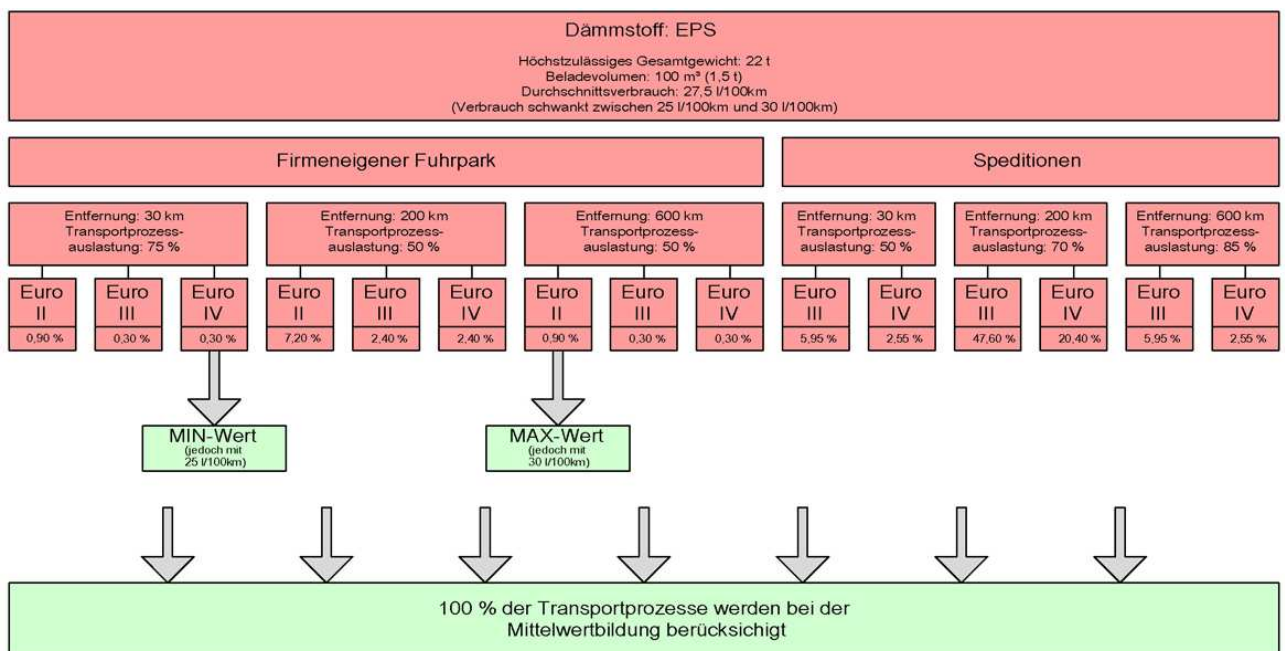 Dämmstoff: EPS
Höchstzulässiges Gesamtgewicht: 22 t
Beladevolumen: 100 m³ (1,5 t)
Durchschnittsverbrauch: 27,5 l/100km
(Verbrauch schwankt zwischen 25 l/100km und 30 l/100km)
Firmeneigener Fuhrpark
Speditionen
Entfernung: 30 km
Transportprozess-
auslastung: 75 %
Entfernung: 200 km
Transportprozess-
auslastung: 50 %
Entfernung: 600 km
Transportprozess-
auslastung: 50 %
Entfernung: 30 km
Transportprozess-
auslastung: 50 %
Entfernung: 200 km
Transportprozess-
auslastung: 70 %
Entfernung: 600 km
Transportprozess-
auslastung: 85 %
Euro
II
0,90 %
Euro
III
0,30 %
Euro
IV
0,30 %
Euro
II
7,20 %
Euro
III
2,40 %
Euro
IV
2,40 %
Euro
II
0,90 %
Euro
III
0,30 %
Euro
IV
0,30 %
Euro
III
5,95 %
Euro
IV
2,55 %
Euro
III
47,60 %
Euro
IV
20,40 %
Euro
III
5,95 %
Euro
IV
2,55 %
MIN-Wert
(jedoch mit
25 l/100km)
MAX-Wert
(jedoch mit
30 l/100km)
100 % der Transportprozesse werden bei der
Mittelwertbildung berücksichigt